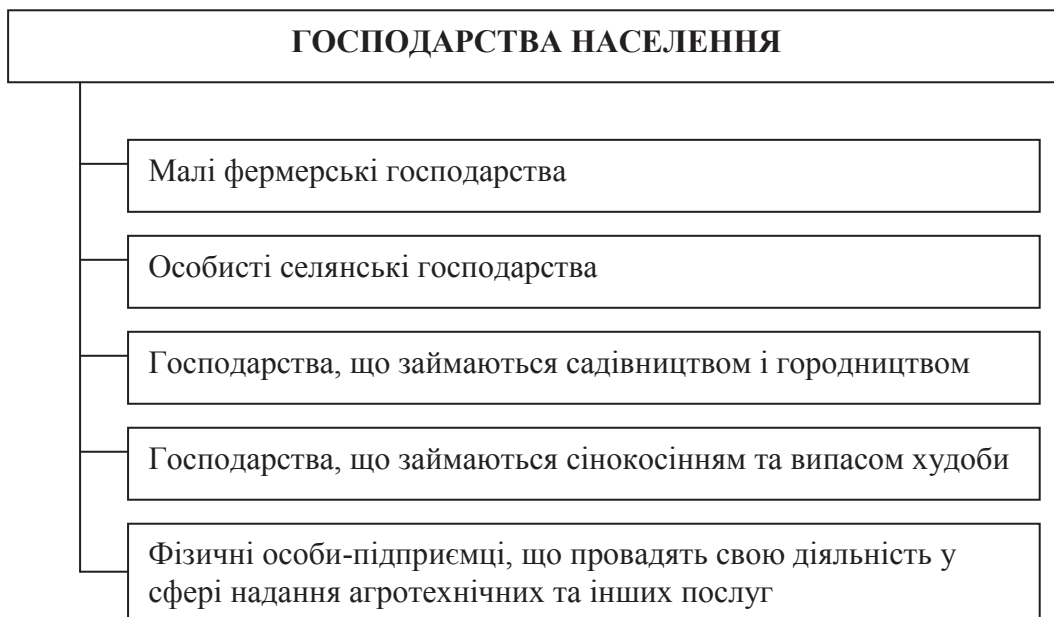 ГОСПОДАРСТВА НАСЕЛЕННЯ
Малі фермерські господарства
Особисті селянські господарства
Господарства, що займаються садівництвом і городництвом
Господарства, що займаються сінокосінням та випасом худоби
Фізичні особи-підприємці, що провадять свою діяльність у
сфері надання агротехнічних та інших послуг